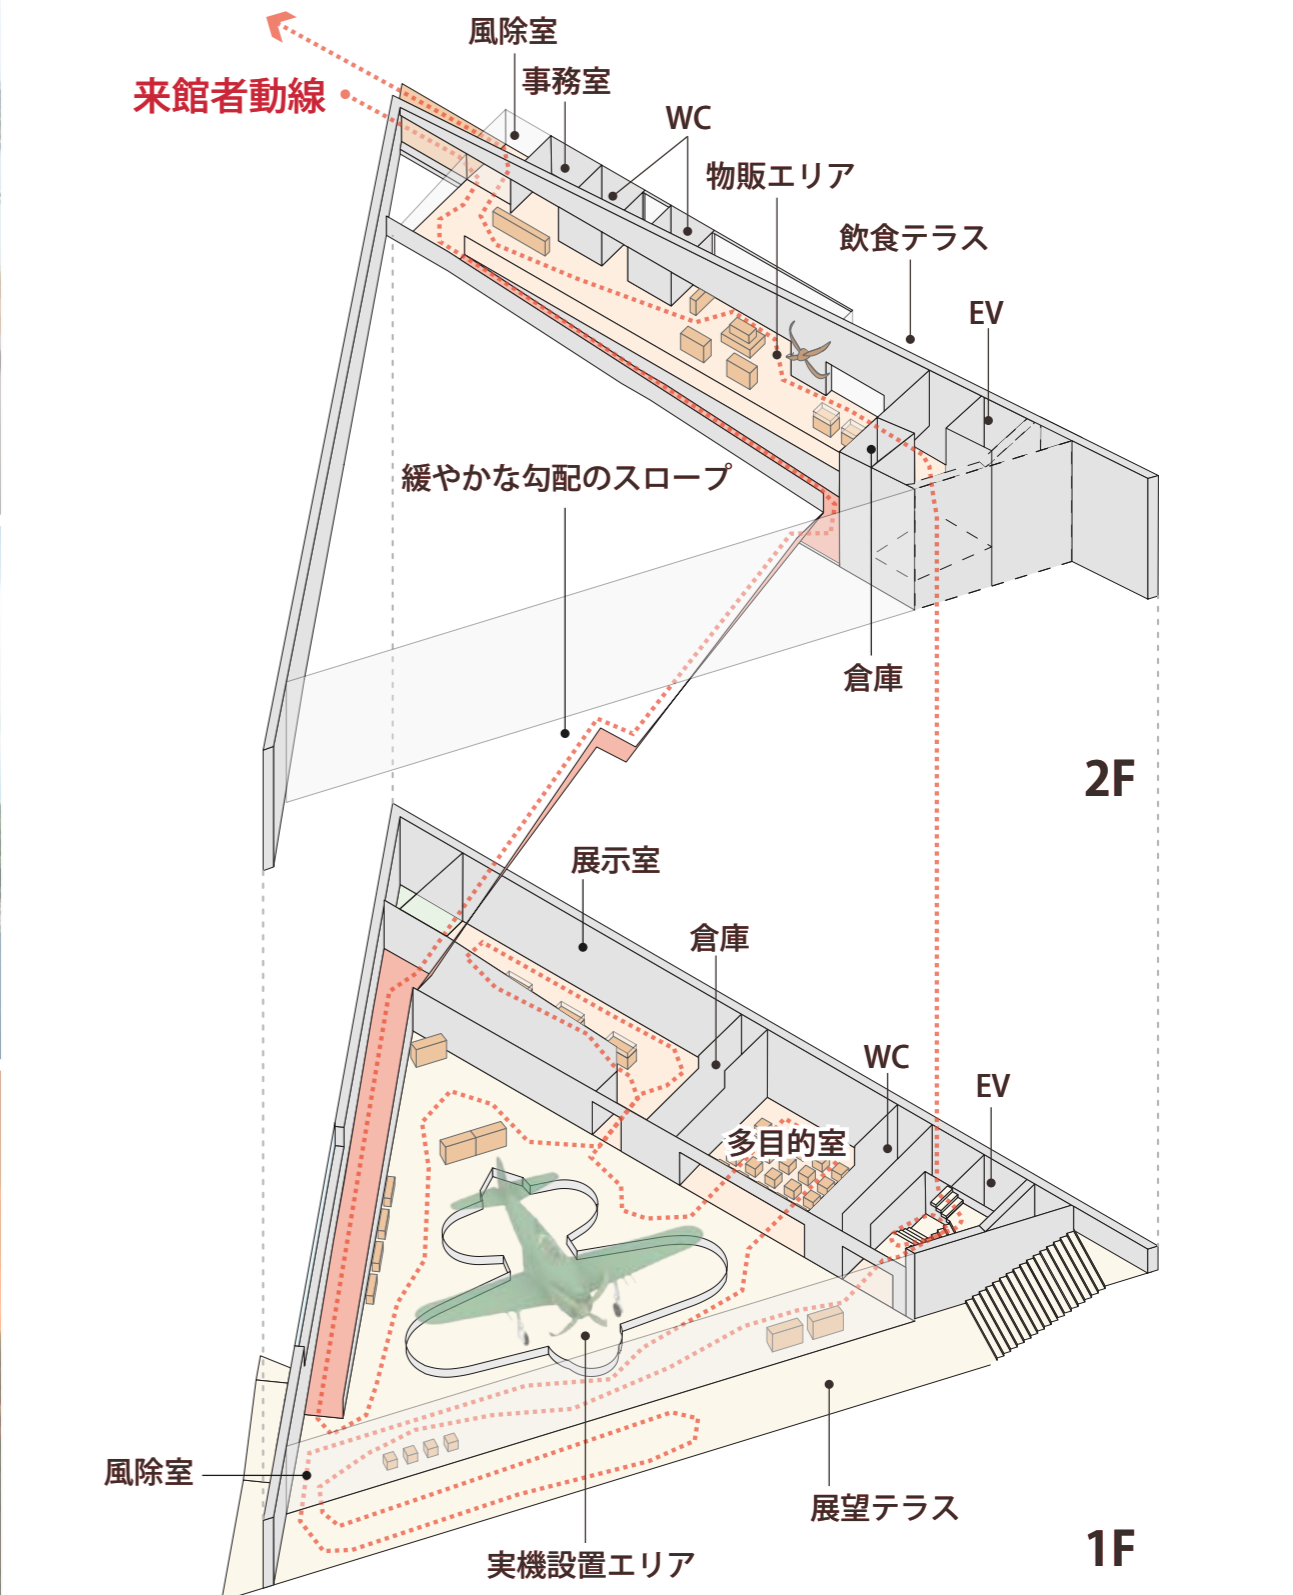 風除室
事務室
来館者動線
WC
物販エリア
飲食テラス
EV
緩やかな勾配のスロープ
倉庫
2F
展示室
倉庫
WC
EV
多目的室
風除室
展望テラス
実機設置エリア
1F